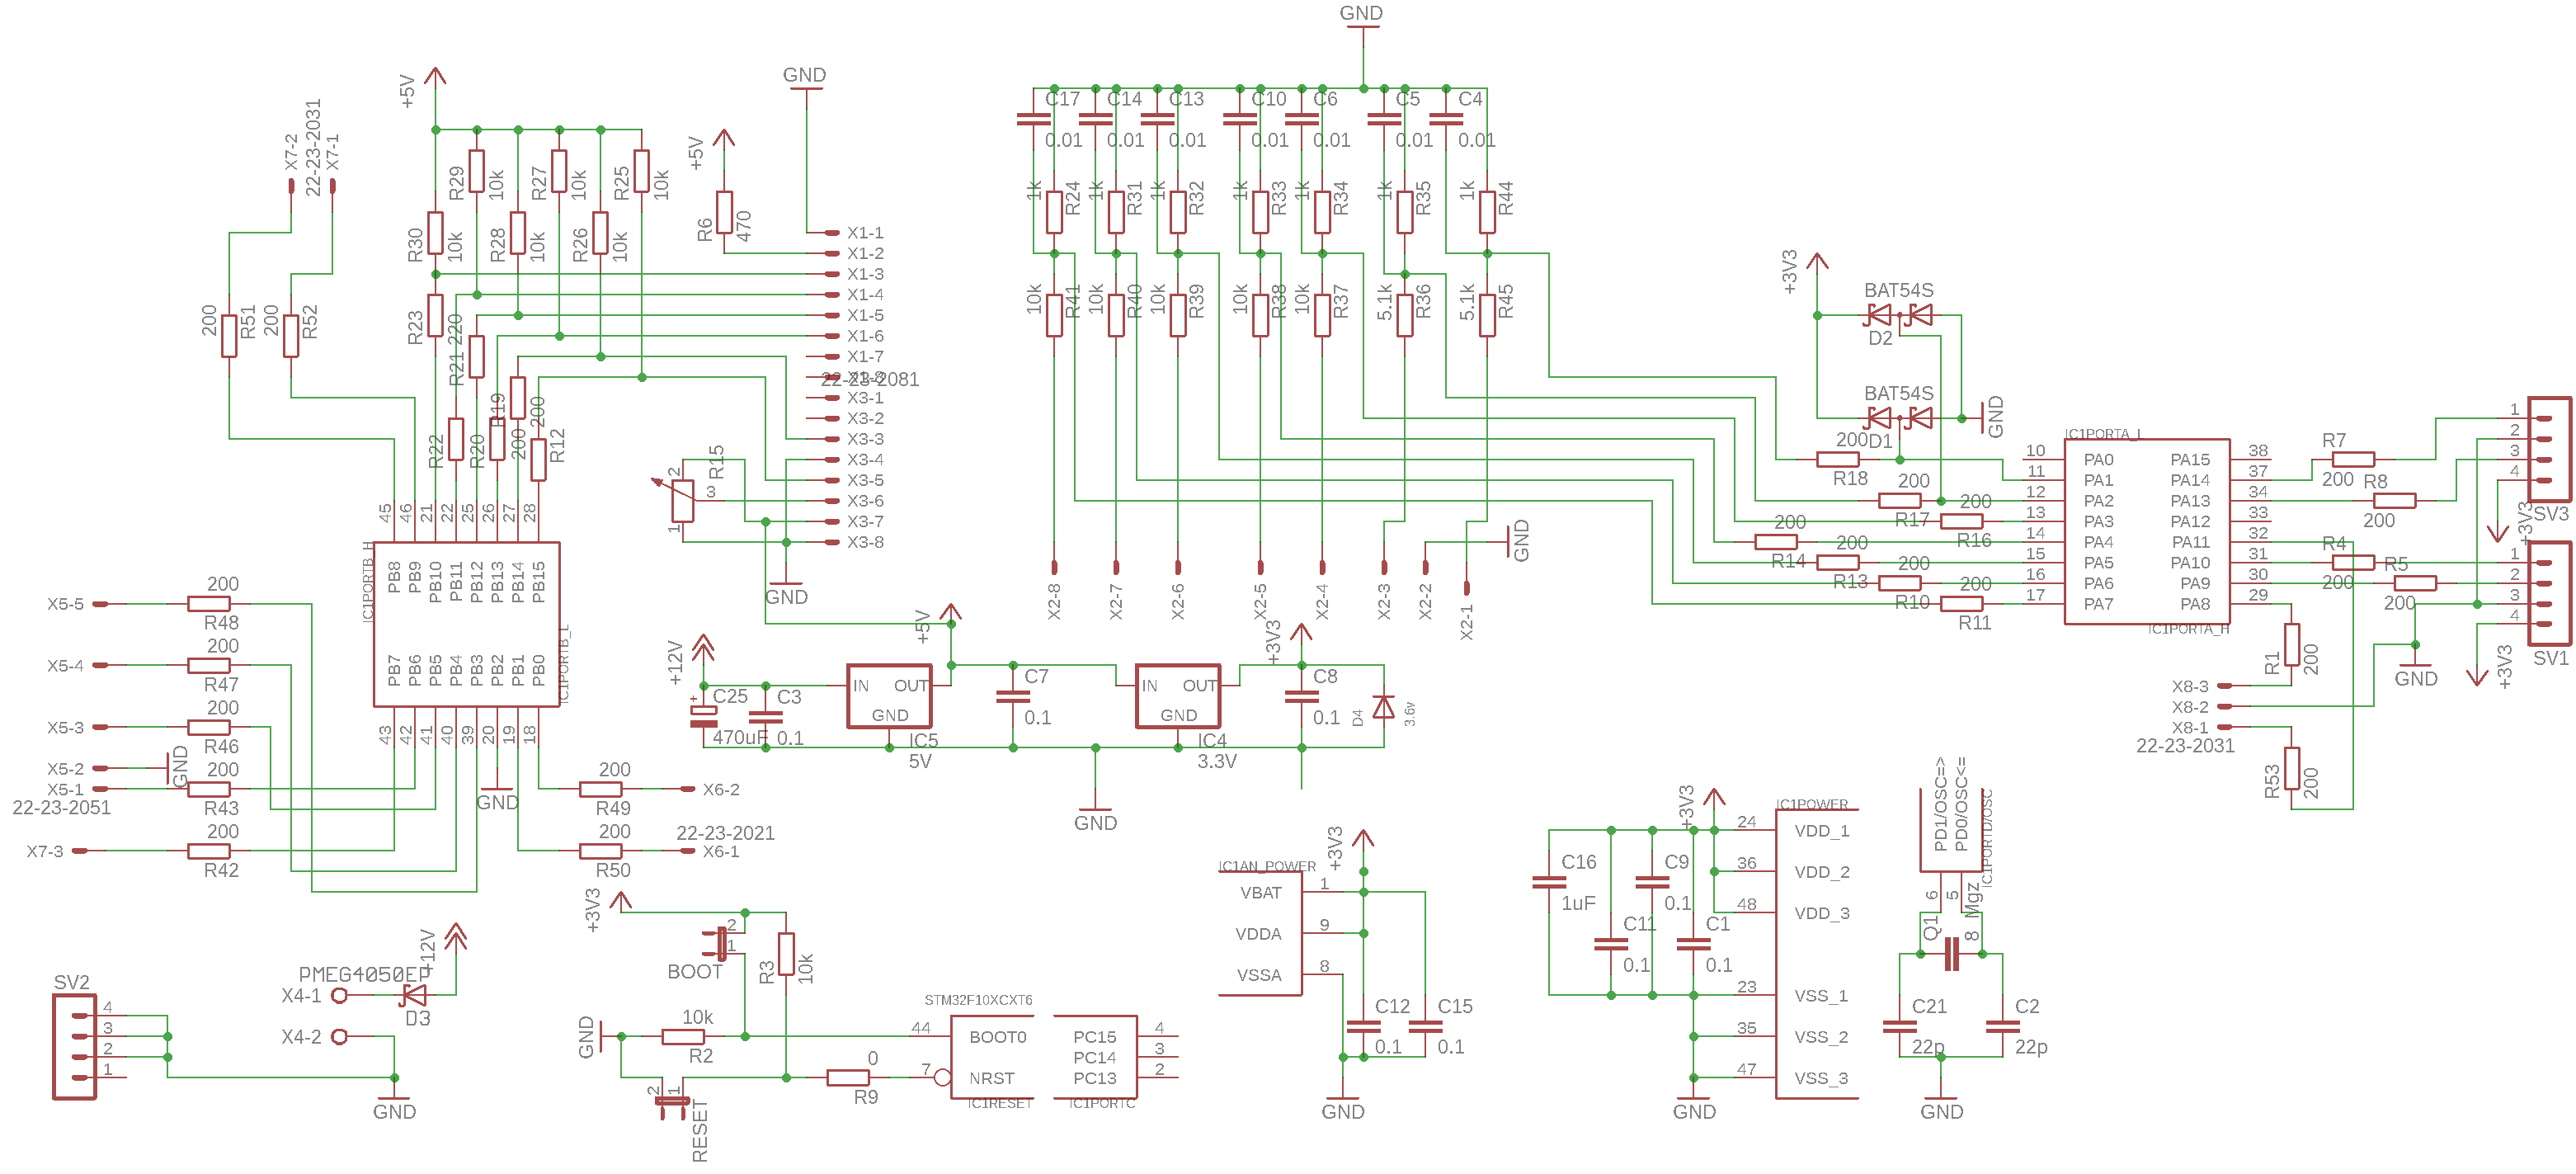 GND
GND
+5V
X7-2
22-23-2031
X7-1
+5V
R29
10k
R27
10k
R25
10k
R30
10k
R28
10k
R26
10k
R6
470
X1-1
X1-2
X1-3
X1-4
X1-5
X1-6
X1-7
22-23-2081
X3-1
X3-2
X3-3
X3-4
X3-5
X3-6
X3-7
X3-8
200
R51
200
R52
R23
220
R21
R22
R20
R19
200
200
R12
R15
2
3
1
GND
C17
0.01
C14
0.01
C13
0.01
C10
0.01
C6
0.01
C5
0.01
C4
0.01
1k
R24
1k
R31
1k
R32
1k
R33
1k
R34
1k
R35
1k
R44
10k
R41
10k
R40
10k
R39
10k
R38
10k
R37
5.1k
R36
5.1k
R45
X2-8
X2-7
X2-6
X2-5
X2-4
X2-3
X2-2
X2-1
GND
+3V3
BAT54S
D2
BAT54S
D1
GND
200
R18
200
R17
200
R16
200
R14
200
R13
200
R10
200
R11
IC1PORTA_L
10
PA0
11
PA1
12
PA2
13
PA3
14
PA4
15
PA5
16
PA6
17
PA7
PA15
38
PA14
37
PA13
34
PA12
33
PA11
32
PA10
31
PA9
30
PA8
29
IC1PORTA_H
R7
200
R8
200
R4
200
R5
200
1
2
3
4
SV3
+3V3
1
2
3
4
SV1
+3V3
GND
R1
200
X8-3
X8-2
X8-1
22-23-2031
R53
200
45
46
21
22
25
26
27
28
IC1PORTB_H
PB8
PB9
PB10
PB11
PB12
PB13
PB14
PB15
PB7
PB6
PB5
PB4
PB3
PB2
PB1
PB0
IC1PORTB_L
43
42
41
40
39
20
19
18
GND
X5-5
200
R48
X5-4
200
R47
X5-3
200
R46
X5-2
GND
X5-1
200
R43
22-23-2051
X7-3
200
R42
200
R49
X6-2
22-23-2021
200
R50
X6-1
+12V
C25
470uF
C3
0.1
IN
OUT
GND
IC5
5V
+5V
C7
0.1
IN
OUT
GND
IC4
3.3V
+3V3
C8
0.1
D4
3.6v
GND
SV2
4
3
2
1
PMEG4050EP
X4-1
D3
+12V
X4-2
GND
+3V3
2
1
BOOT
R3
10k
GND
10k
R2
2
1
RESET
0
R9
STM32F10XCXT6
44
BOOT0
7
NRST
IC1RESET
PC15
4
PC14
3
PC13
2
IC1PORTC
IC1AN_POWER
VBAT
1
VDDA
9
VSSA
8
+3V3
C12
0.1
C15
0.1
GND
+3V3
C16
1uF
C9
0.1
C11
0.1
C1
0.1
IC1POWER
24
VDD_1
36
VDD_2
48
VDD_3
23
VSS_1
35
VSS_2
47
VSS_3
GND
PD1/OSC=>
PD0/OSC<=
IC1PORTD/OSC
6
5
Q1
8
Mgz
C21
22p
C2
22p
GND